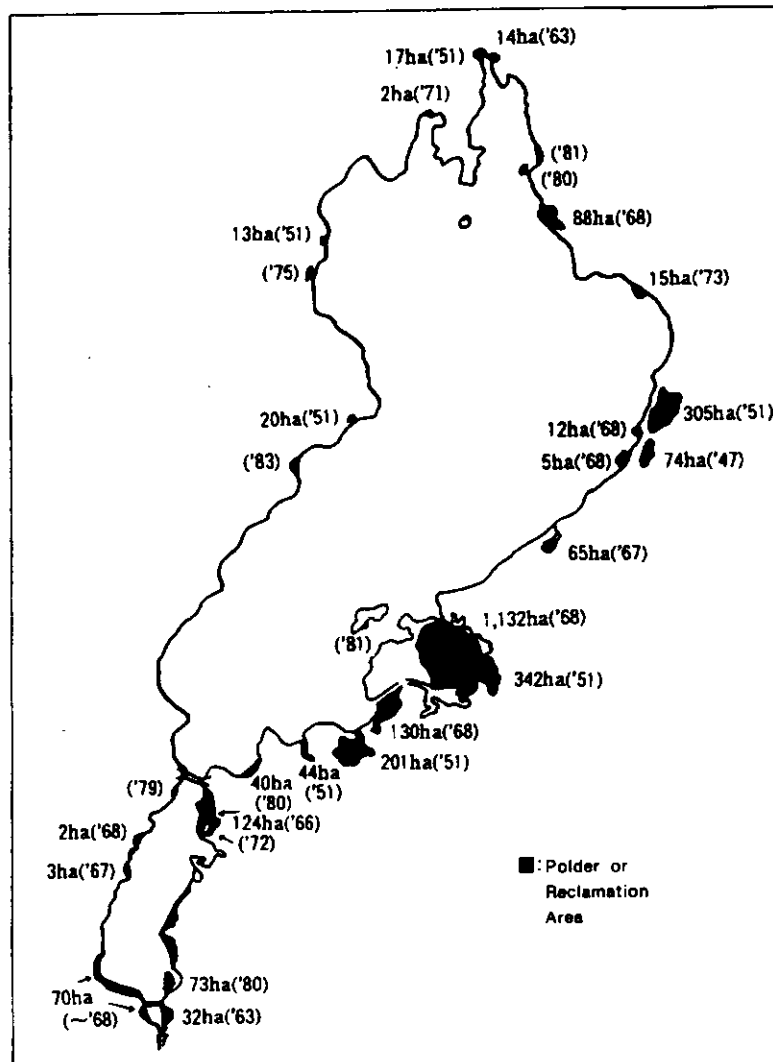 14ha('63)
17ha('51)
2ha('71)
('81)
('80)
88ha('68)
13ha('51)
('75)
15ha('73)
20ha('51)
305ha('51)
12ha('68)
('83)
5ha('68)
74ha('47)
65ha('67)
1,132ha('68)
('81)
342ha('51)
130ha('68)
201ha('51)
44ha
('51)
40ha
('80)
('79)
124ha('66)
('72)
2ha('68)
3ha('67)
:Polder or
Reclamation
Area
73ha('80)
70ha
(~'68)
32ha('63)